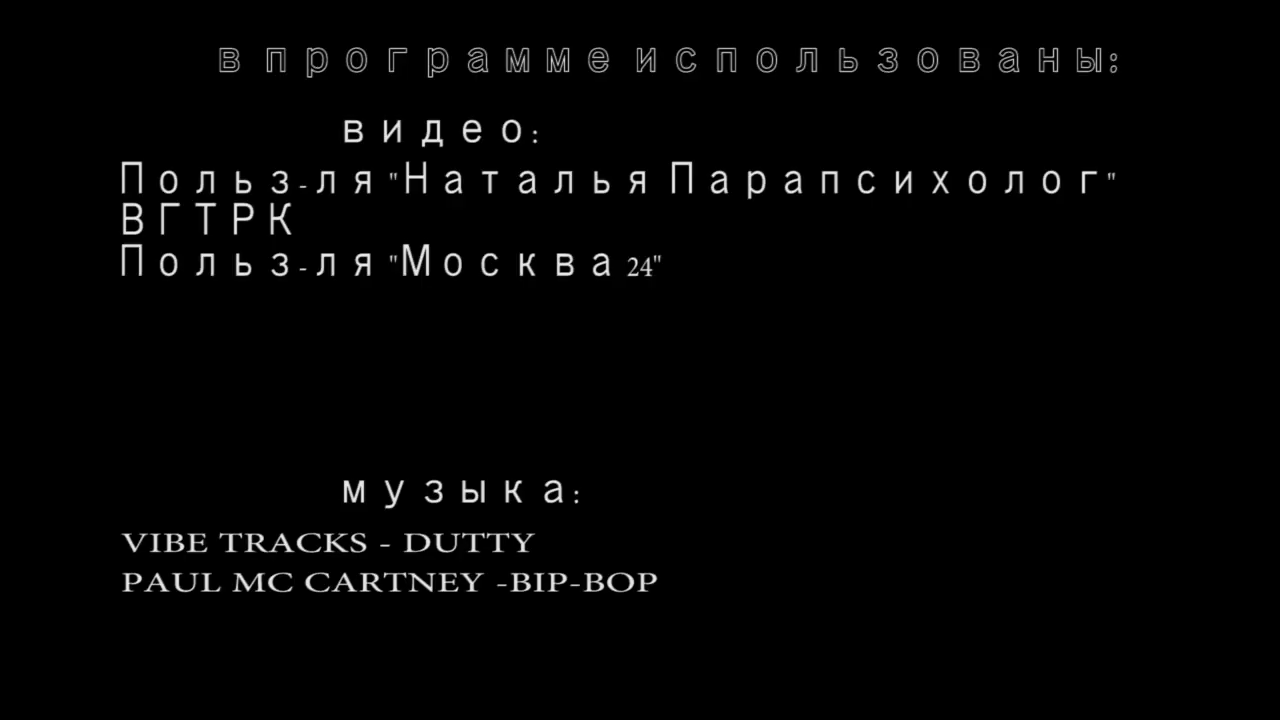 в программе использованы:
видео:
Польз-ля "Наталья Парапсихолог"
ВГТРК
Польз-ля "Москва 24"
музыка:
VIBE TRACKS - DUTTY
PAUL MC CARTNEY -BIP-BOP